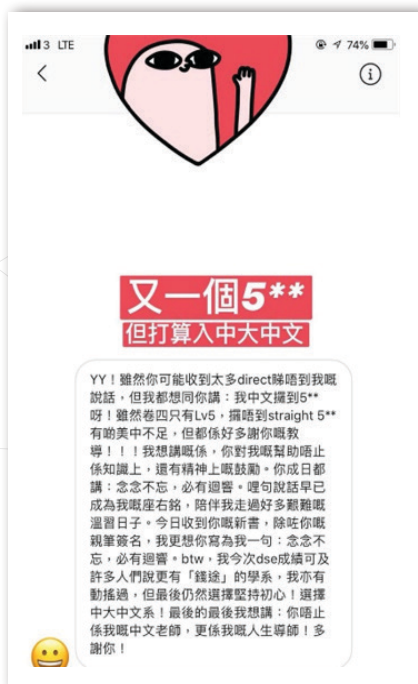 3 LTE
74%
又一個5**
但打算入中大中文
YY！雖然你可能收到太多direct睇唔到我嘅
說話，但我都想同你講：我中文攞到5**
呀！雖然卷四只有Lv5，攞唔到straight 5**
有啲美中不足，但都係好多謝你嘅教
導！！！我想講嘅係，你對我嘅幫助唔止
係知識上，還有精神上嘅鼓勵。你成日都
講：念念不忘，必有迴響。哩句說話早已
成為我嘅座右銘，陪伴我走過好多艱難嘅
溫習日子。今日收到你嘅新書，除咗你嘅
親筆簽名，我更想你寫為我一句：念念不
忘，必有迴響。btw，我今次dse成績可及
許多人們說更有「錢途」的學系，我亦有
動搖過，但最後仍然選擇堅持初心！選擇
中大中文系！最後的最後我想講：你唔止
係我嘅中文老師，更係我嘅人生導師！多
謝你！